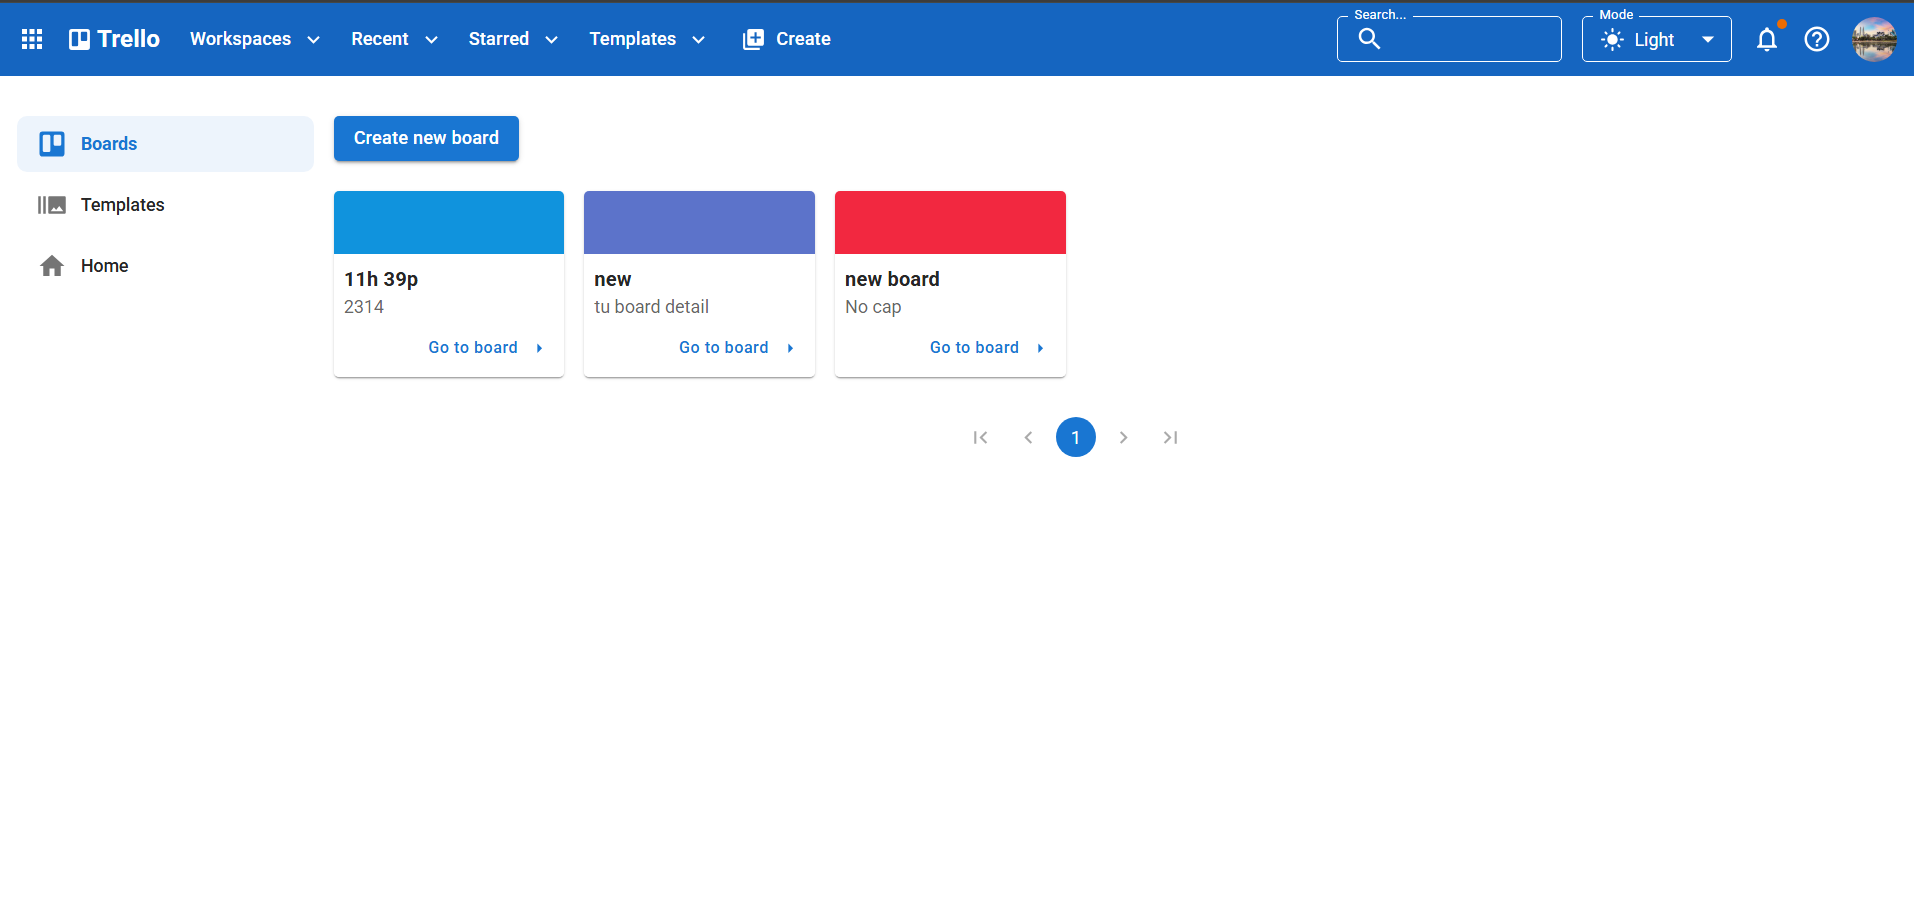 Trello Workspaces Recent Starred Templates Create Search... Mode Light
Boards
Templates
Home
Create new board
11h 39p
2314
Go to board
new
tu board detail
Go to board
new board
No cap
Go to board
1